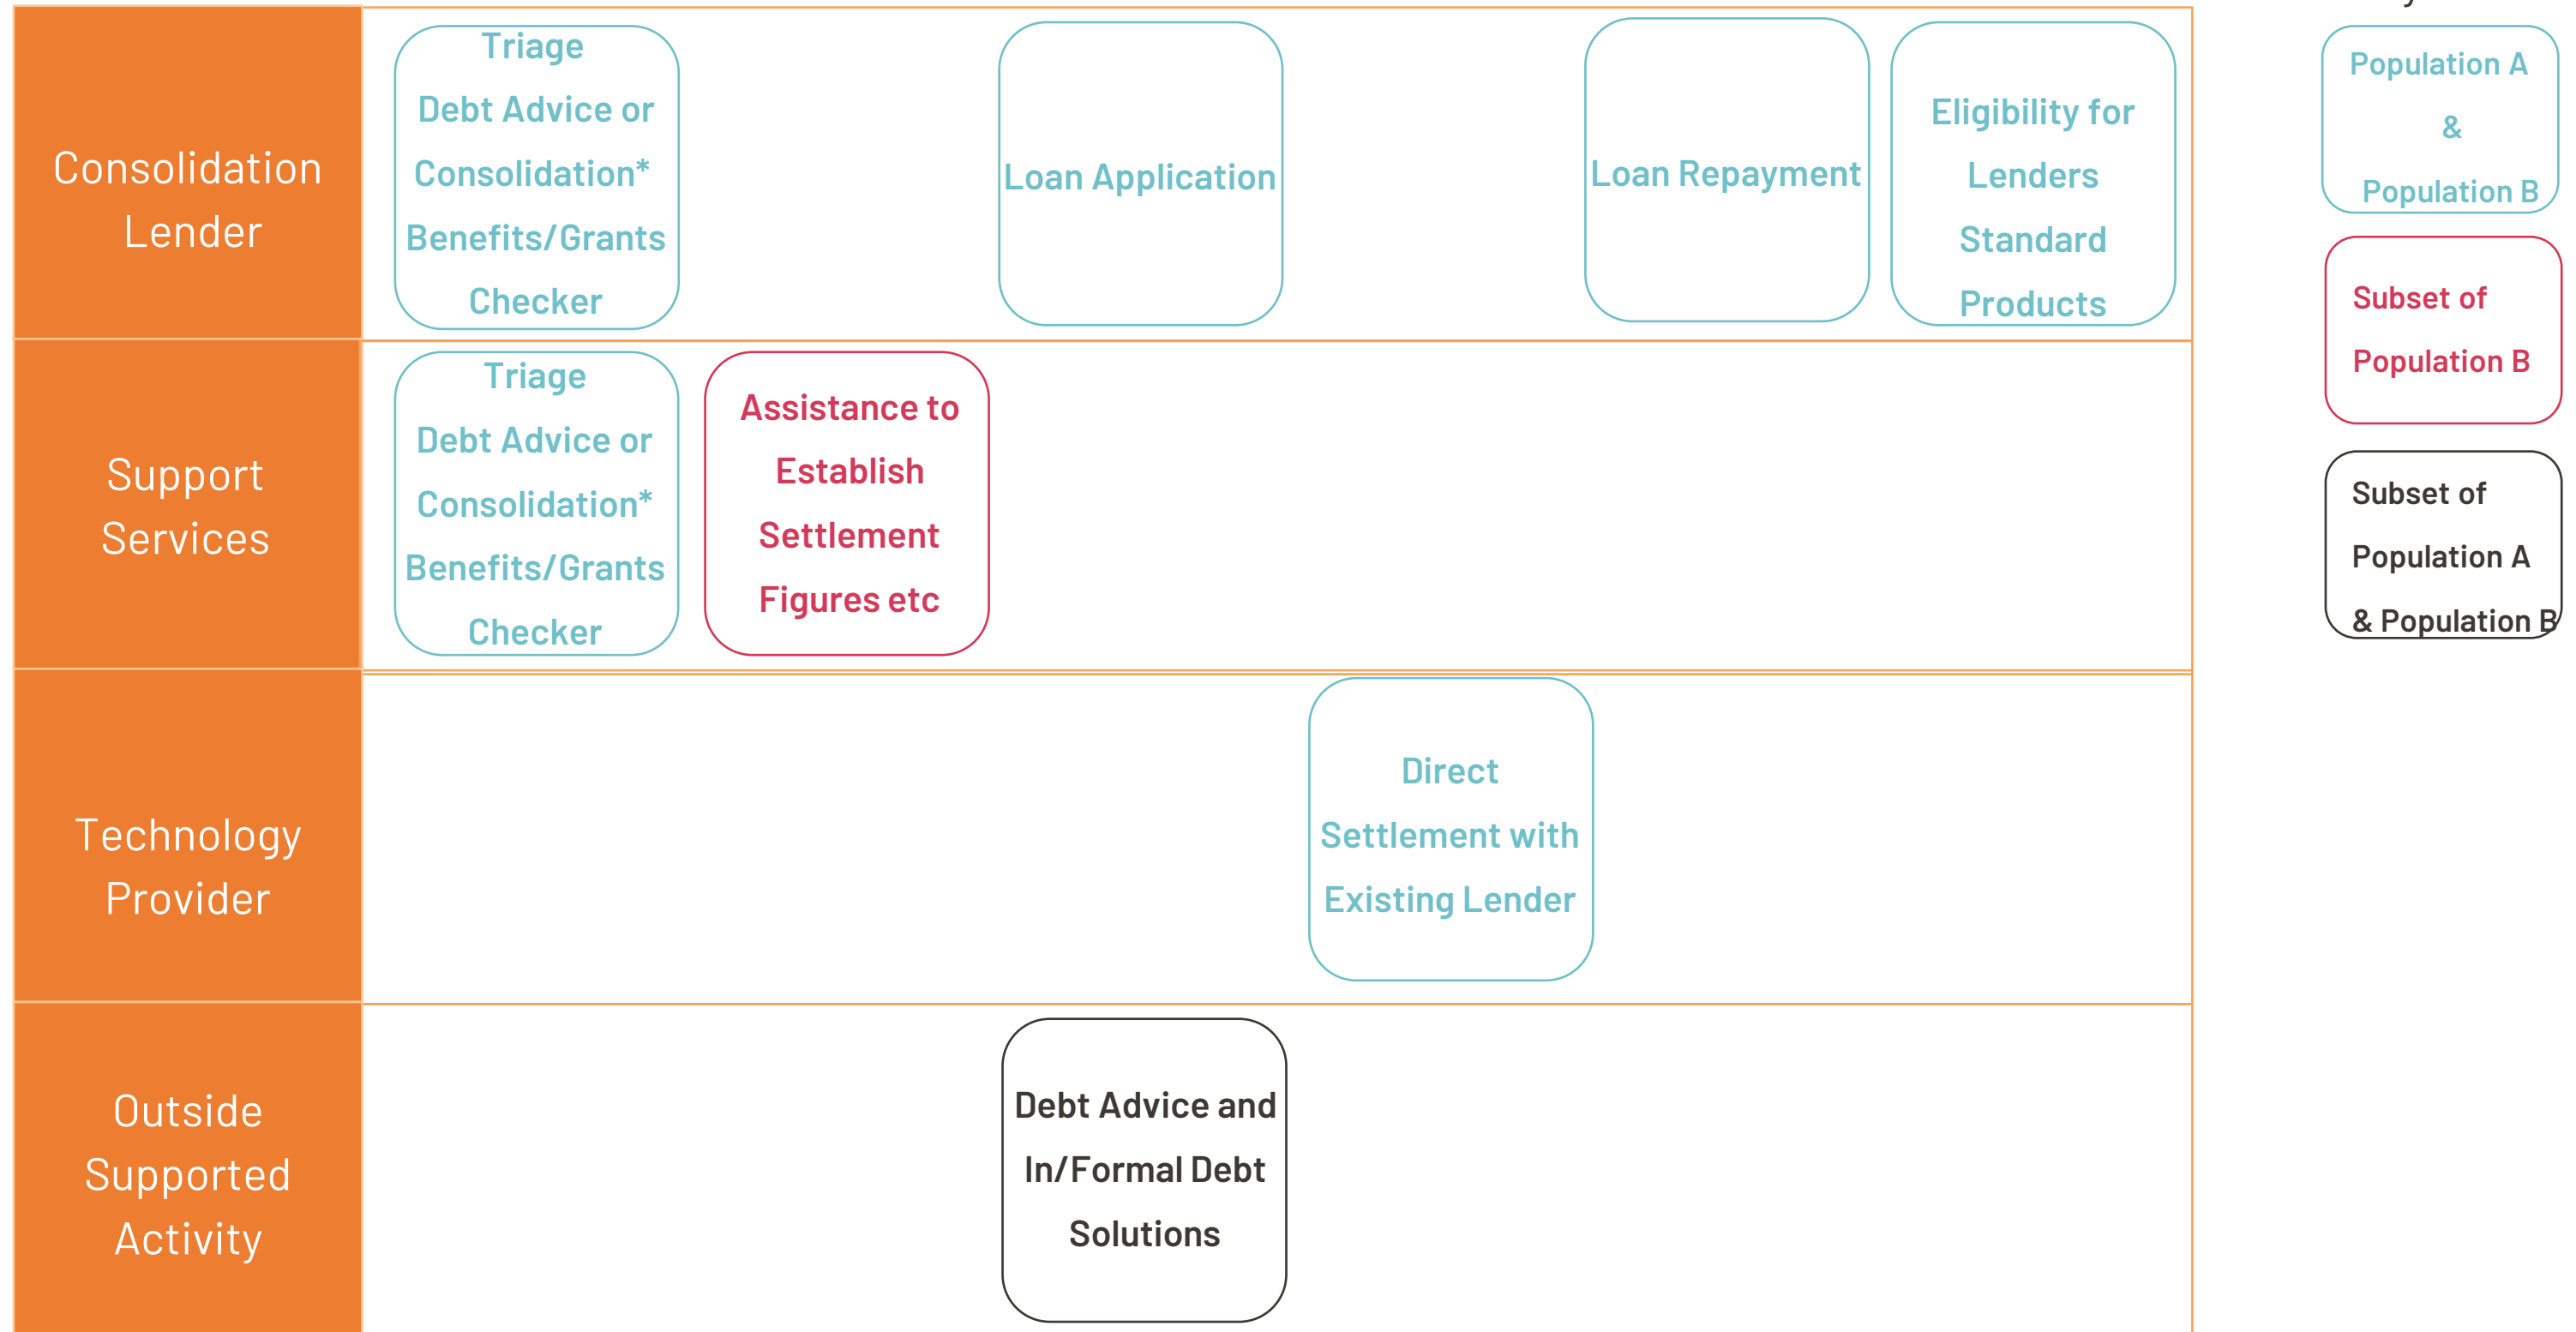 Consolidation
Lender
Triage
Debt Advice or
Consolidation*
Benefits/Grants
Checker
Loan Application
Loan Repayment
Eligibility for
Lenders
Standard
Products
Support
Services
Triage
Debt Advice or
Consolidation*
Benefits/Grants
Checker
Assistance to
Establish
Settlement
Figures etc
Technology
Provider
Direct
Settlement with
Existing Lender
Outside
Supported
Activity
Debt Advice and
In/Formal Debt
Solutions
Population A
&
Population B
Subset of
Population B
Subset of
Population A
& Population B